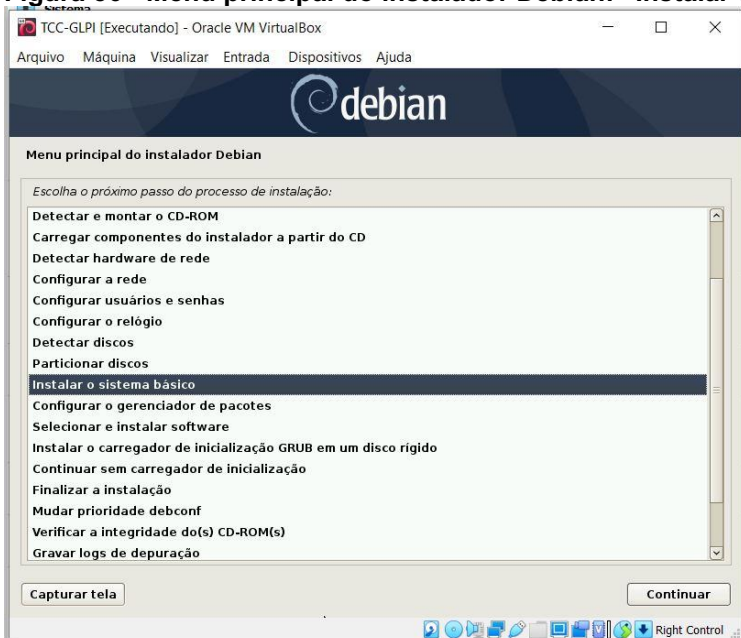 Sistema
TCC-GLPI [Executando] - Oracle VM VirtualBox
Arquivo Máquina Visualizar Entrada Dispositivos Ajuda
debian
Menu principal do instalador Debian
Escolha o próximo passo do processo de instalação:
Detectar e montar o CD-ROM
Carregar componentes do instalador a partir do CD
Detectar hardware de rede
Configurar a rede
Configurar usuários e senhas
Configurar o relógio
Detectar discos
Particionar discos
Instalar o sistema básico
Configurar o gerenciador de pacotes
Selecionar e instalar software
Instalar o carregador de inicialização GRUB em um disco rígido
Continuar sem carregador de inicialização
Finalizar a instalação
Mudar prioridade debconf
Verificar a integridade do(s) CD-ROM(s)
Gravar logs de depuração
Capturar tela Continuar
Right Control